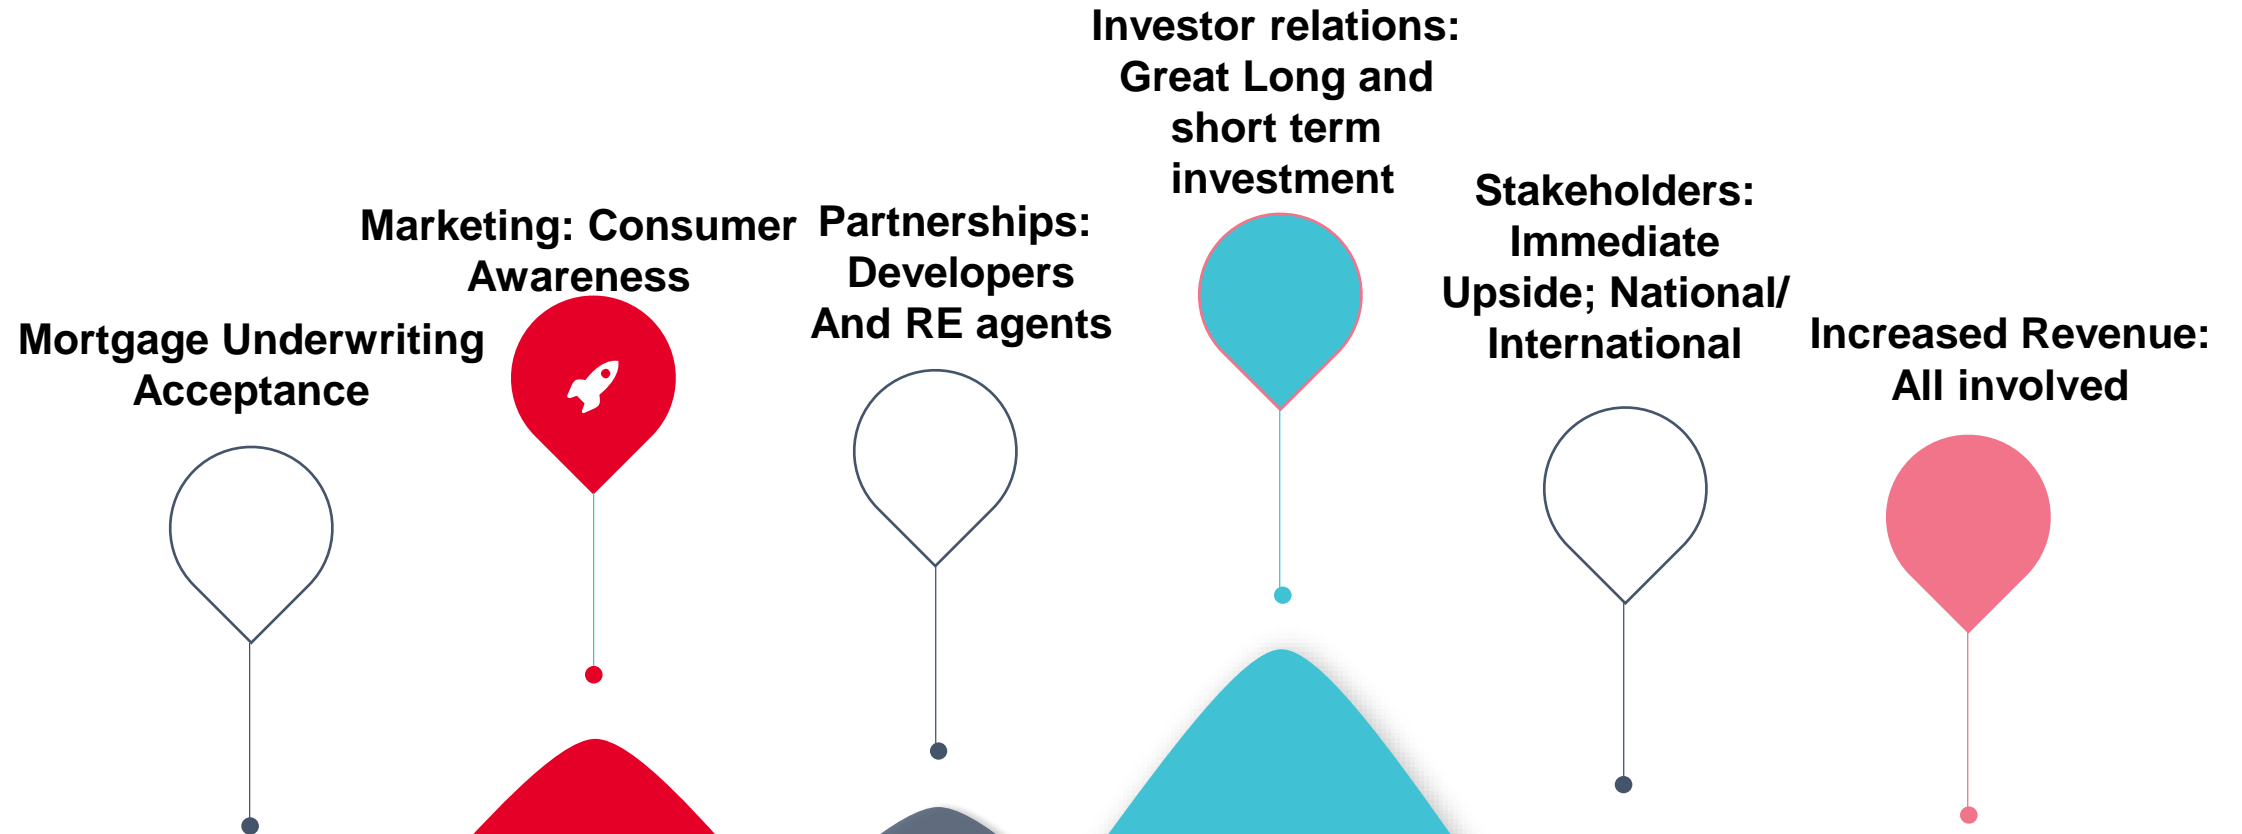 Mortgage Underwriting
Acceptance
Marketing: Consumer
Awareness
Partnerships:
Developers
And RE agents
Investor relations:
Great Long and
short term
investment
Stakeholders:
Immediate
Upside; National/
International
Increased Revenue:
All involved